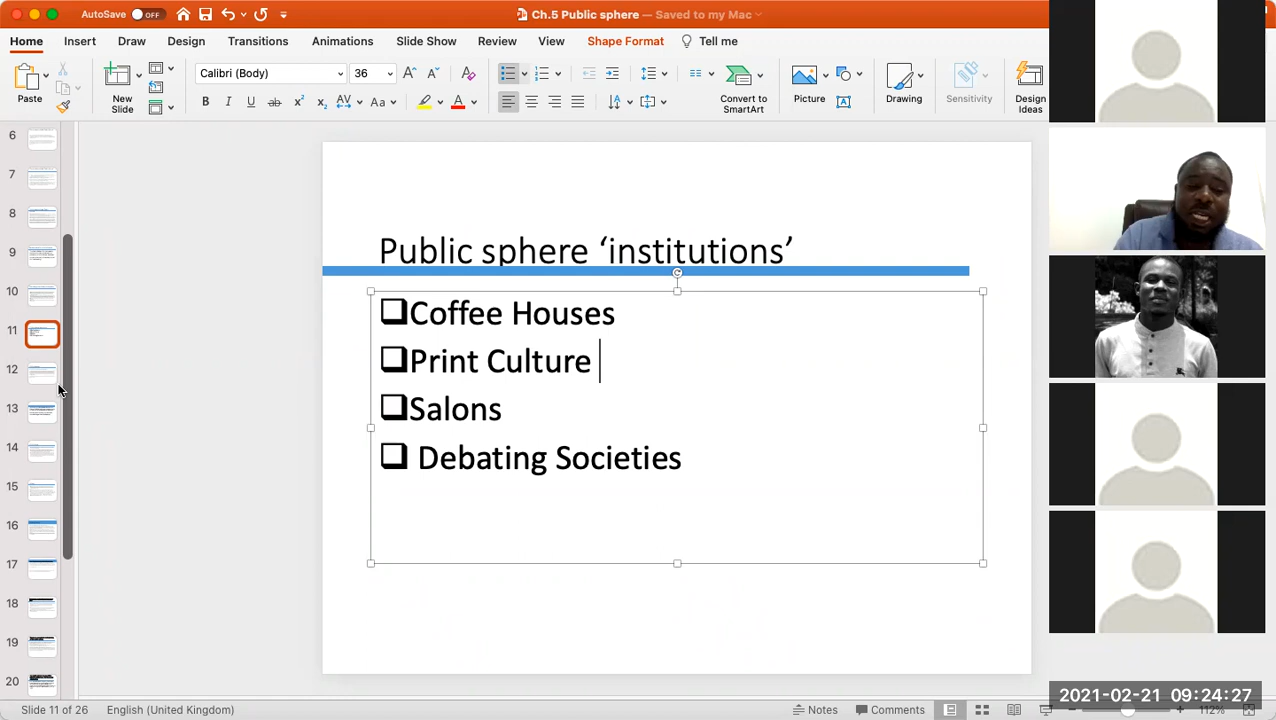 AutoSave OFF
Ch.5 Public sphere — Saved to my Mac
Home Insert Draw Design Transitions Animations Slide Show Review View Shape Format Tell me
Paste
New Slide
Calibri (Body) 36
Convert to SmartArt
Picture
Drawing
Sensitivity
Design Ideas
6
7
8
9
10
11
12
13
14
15
16
17
18
19
20
Public sphere ‘institutions’
Coffee Houses
Print Culture
Salons
Debating Societies
Slide 11 of 26 English (United Kingdom) Notes Comments 112%
2021-02-21 09:24:27